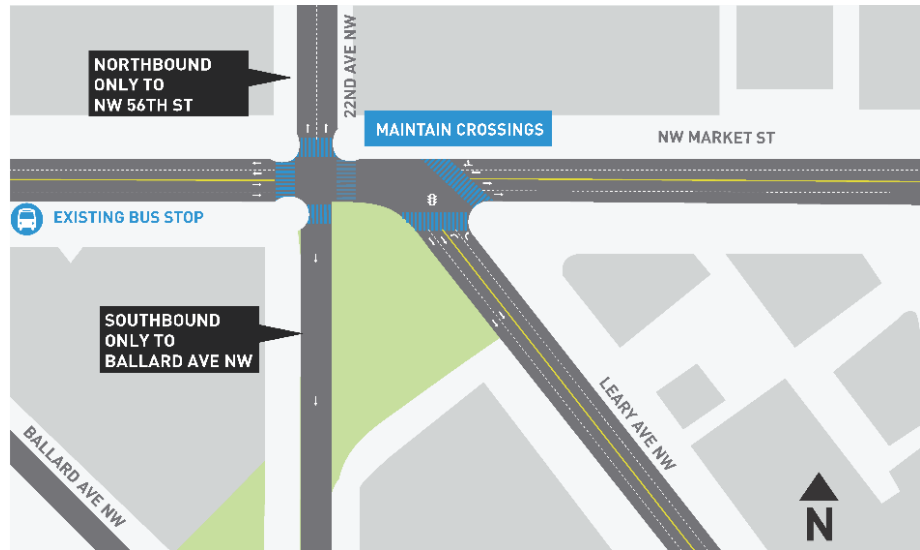 NORTHBOUND
ONLY TO
NW 56TH ST
22ND AVE NW
MAINTAIN CROSSINGS
NW MARKET ST
EXISTING BUS STOP
SOUTHBOUND
ONLY TO
BALLARD AVE NW
BALLARD AVE NW
LEARY AVE NW
N